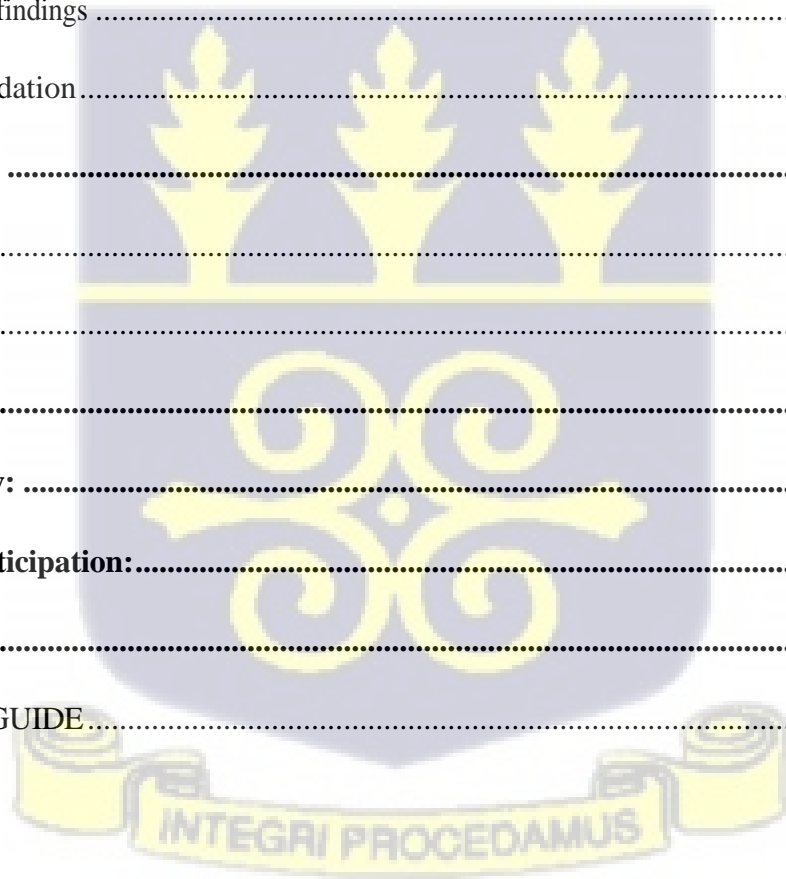 findings ........................................................................................
dation........................................................................................
........................................................................................
........................................................................................
........................................................................................
........................................................................................
y: ........................................................................................
ticipation:........................................................................................
........................................................................................
GUIDE........................................................................................
INTEGRI PROCEDAMUS